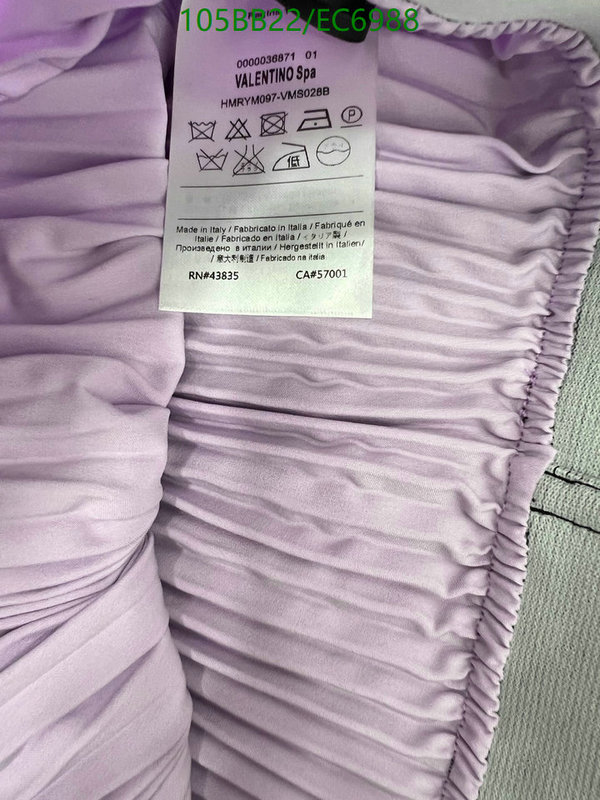 105BB22/EC6988
0000036871 01
VALENTINO Spa
HMRYM097-VMS028B
P
低
Made in Italy / Fabbricato in Italia / Fabriqué en
Italie / Fabricado en Italia / イタリア製 /
Произведено в италии / Hergestellt in Italien/
/ 意大利制造 / Fabricado na itália
RN#43835 CA#57001